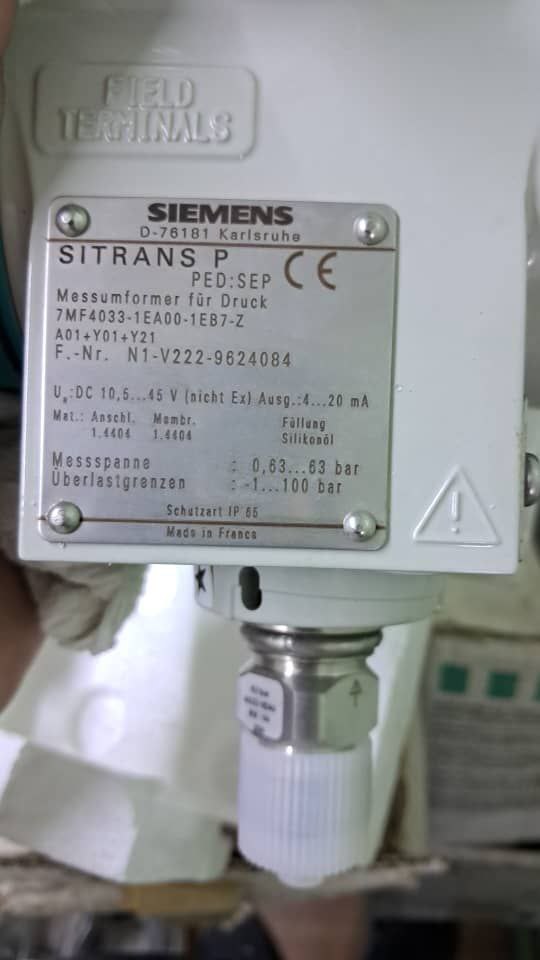 FIELD
TERMINALS
SIEMENS
D-76181 Karlsruhe
SITRANS P
PED:SEP CE
Messumformer für Druck
7MF4033-1EA00-1EB7-Z
A01+Y01+Y21
F.-Nr. N1-V222-9624084
UH:DC 10,5...45 V (nicht Ex) Ausg.:4...20 mA
Mat.: Anschl. Membr. Füllung
1.4404 1.4404 Silikonöl
Messspanne : 0,63...63 bar
Überlastgrenzen : -1...100 bar
Schutzart IP 65
Made in France